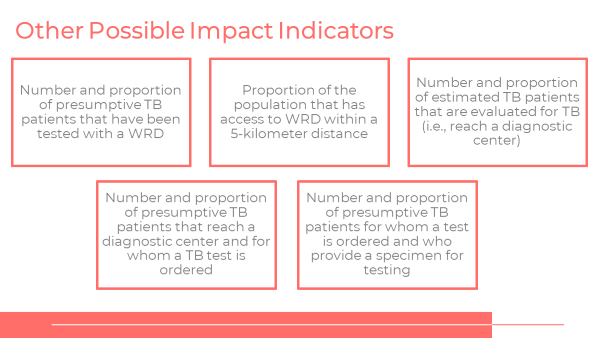 Other Possible Impact Indicators
Number and proportion
of presumptive TB
patients that have been
tested with a WRD
Proportion of the
population that has
access to WRD within a
5-kilometer distance
Number and proportion
of estimated TB patients
that are evaluated for TB
(i.e., reach a diagnostic
center)
Number and proportion
of presumptive TB
patients that reach a
diagnostic center and for
whom a TB test is
ordered
Number and proportion
of presumptive TB
patients for whom a test
is ordered and who
provide a specimen for
testing